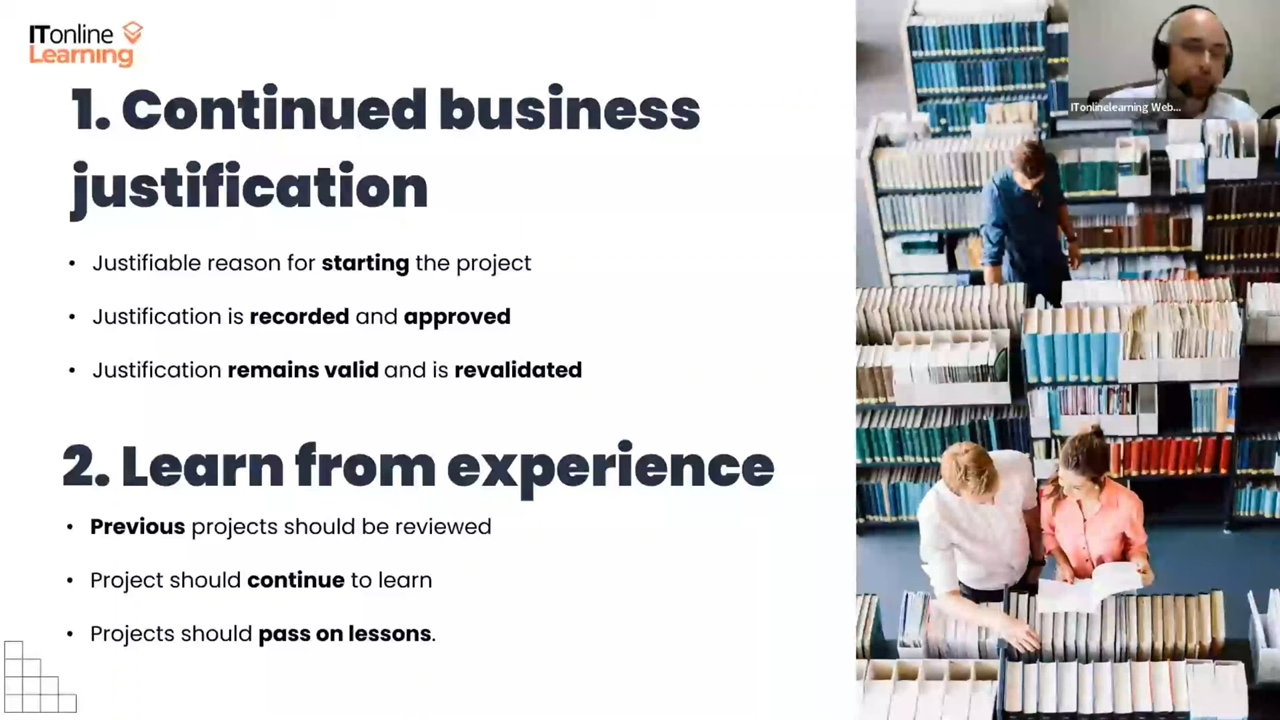 ITonline
Learning
1. Continued business
justification
• Justifiable reason for starting the project
• Justification is recorded and approved
• Justification remains valid and is revalidated
2. Learn from experience
• Previous projects should be reviewed
• Project should continue to learn
• Projects should pass on lessons.
ITonlinelearning Web...